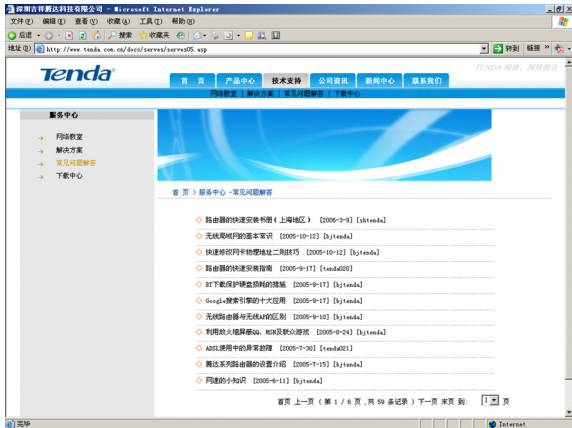 深圳吉祥腾达科技有限公司 - Microsoft Internet Explorer
文件(F) 编辑(E) 查看(V) 收藏(A) 工具(T) 帮助(H)
后退 搜索 收藏夹
地址(D) http://www.tenda.com.cn/docc/serves/serves05.asp 转到 链接 »
Tenda
TENDA 网络，网络通达
首 页 产品中心 技术支持 公司资讯 新闻中心 联系我们
网络教室 | 解决方案 | 常见问题解答 | 下载中心
服务中心
网络教室
解决方案
常见问题解答
下载中心
首 页 > 服务中心 -常见问题解答
路由器的快速安装书册（上海地区） [2006-3-9] [shtenda]
无线局域网的基本常识 [2005-10-12] [bjtenda]
快速修改网卡物理地址二则技巧 [2005-10-12] [bjtenda]
路由器的快速安装指南 [2005-9-17] [tenda020]
BT下载保护硬盘损耗的措施 [2005-9-17] [bjtenda]
Google搜索引擎的十大应用 [2005-9-17] [bjtenda]
无线路由器与无线AP的区别 [2005-9-10] [bjtenda]
利用放火墙屏蔽QQ、MSN及联众游戏 [2005-8-24] [bjtenda]
ADSL使用中的异常故障 [2005-7-30] [tenda021]
腾达系列路由器的设置介绍 [2005-7-15] [bjtenda]
网速的小知识 [2005-6-11] [bjtenda]
首页 上一页 ( 第 1 / 6 页 ,共 59 条记录 ) 下一页 末页 到: 1 页
完毕 Internet